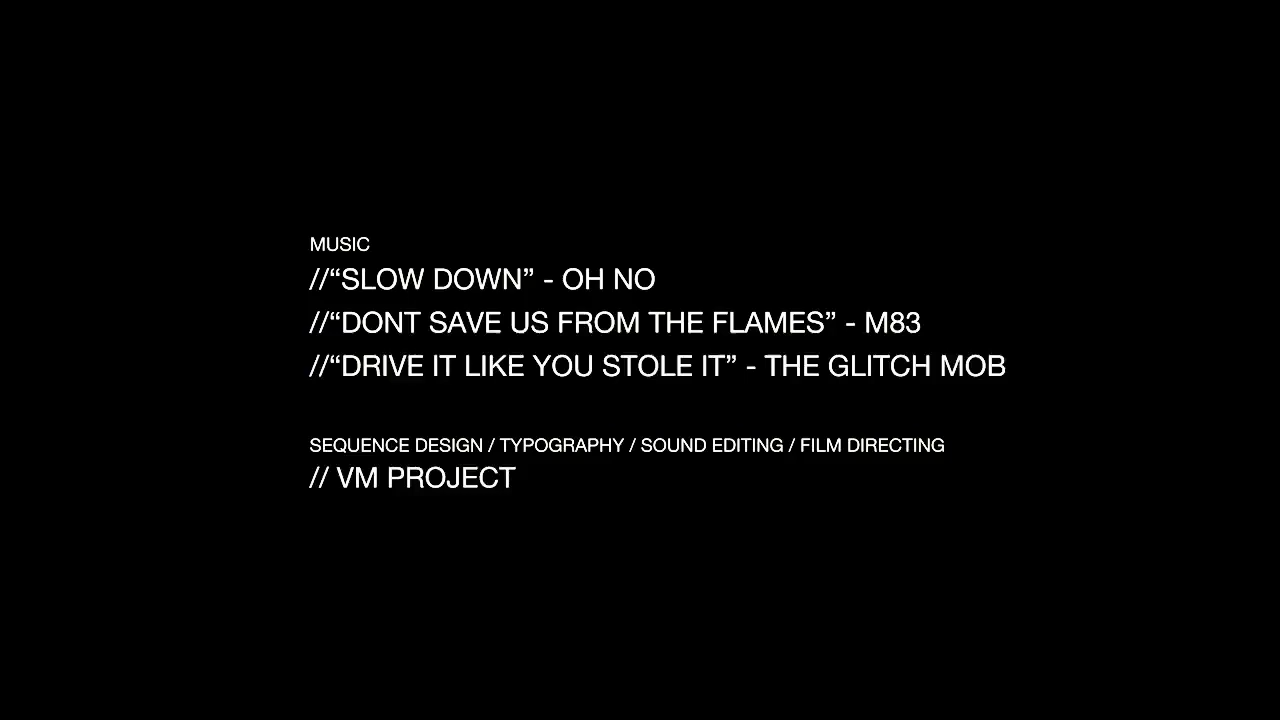 MUSIC
//“SLOW DOWN” - OH NO
//“DONT SAVE US FROM THE FLAMES” - M83
//“DRIVE IT LIKE YOU STOLE IT” - THE GLITCH MOB
SEQUENCE DESIGN / TYPOGRAPHY / SOUND EDITING / FILM DIRECTING
// VM PROJECT